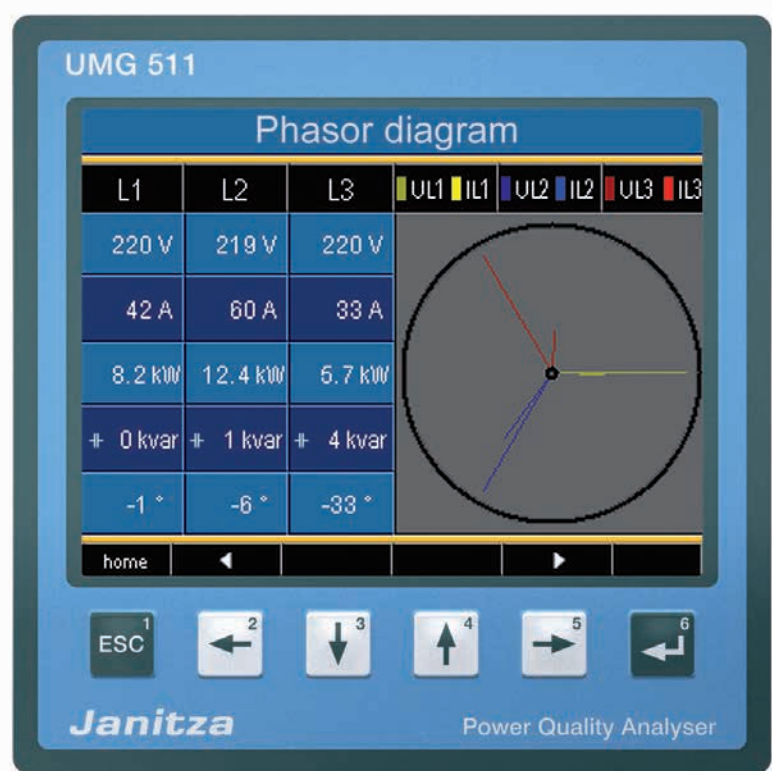 UMG 511
Phasor diagram
L1 L2 L3 UL1 IL1 UL2 IL2 UL3 IL3
220 V 219 V 220 V
42 A 60 A 33 A
8.2 kW 12.4 kW 5.7 kW
0 kvar 1 kvar 4 kvar
-1 ° -6 ° -33 °
home
ESC 1 2 3 4 5 6
Janitza Power Quality Analyser